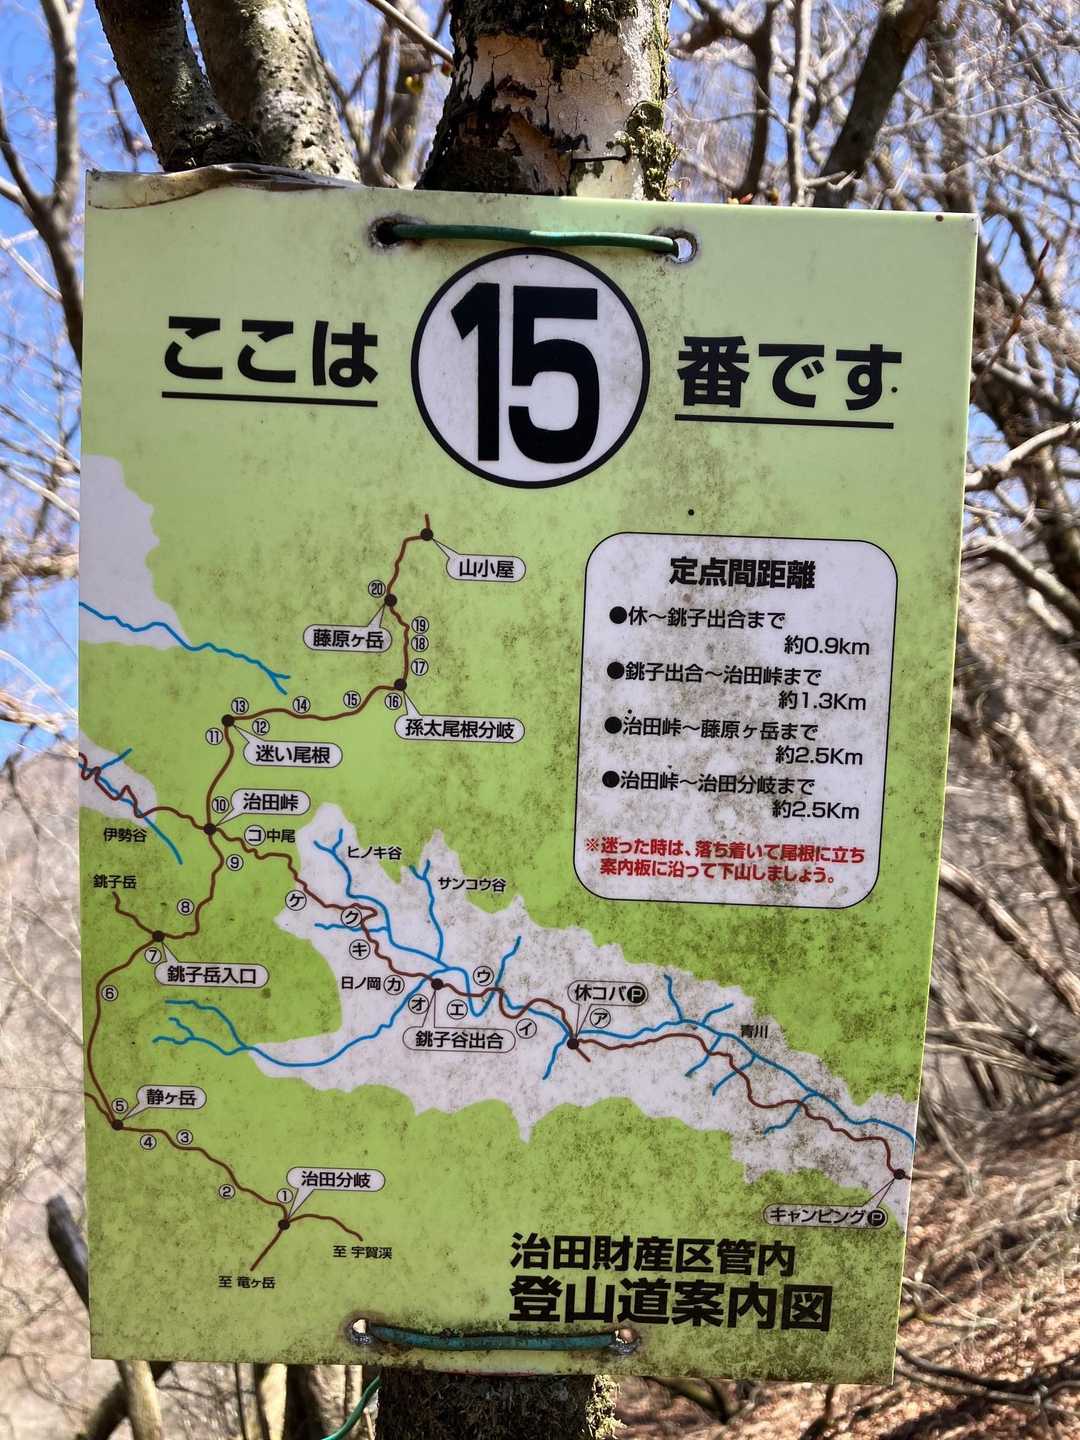 ここは 15 番です
山小屋
⑳
藤原ヶ岳
⑲
⑱
⑰
⑯
⑮
⑭
⑬
⑫
⑪
孫太尾根分岐
迷い尾根
⑩
治田峠
伊勢谷
⑨
コ 中尾
ヒノキ谷
サンコウ谷
銚子岳
⑧
ケ
ク
キ
⑦
銚子岳入口
⑥
日ノ岡 カ
オ
エ
ウ
イ
銚子谷出合
休コバ P
ア
青川
⑤
静ヶ岳
④
③
②
①
治田分岐
至 宇賀渓
至 竜ヶ岳
キャンピング P
定点間距離
●休〜銚子出合まで
約0.9km
●銚子出合〜治田峠まで
約1.3Km
●治田峠〜藤原ヶ岳まで
約2.5Km
●治田峠〜治田分岐まで
約2.5Km
※迷った時は、落ち着いて尾根に立ち
案内板に沿って下山しましょう。
治田財産区管内
登山道案内図